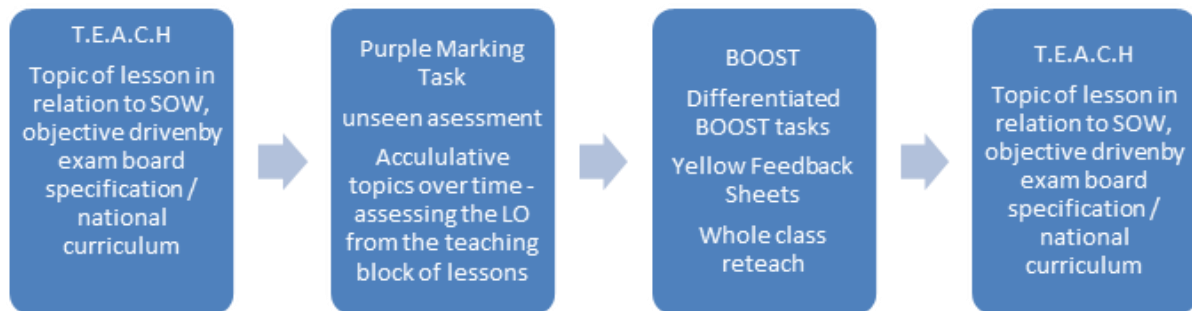 T.E.A.C.H
Topic of lesson in
relation to SOW,
objective drivenby
exam board
specification /
national
curriculum
Purple Marking
Task
unseen asessment
Accululative
topics over time -
assessing the LO
from the teaching
block of lessons
BOOST
Differentiated
BOOST tasks
Yellow Feedback
Sheets
Whole class
reteach
T.E.A.C.H
Topic of lesson in
relation to SOW,
objective drivenby
exam board
specification /
national
curriculum